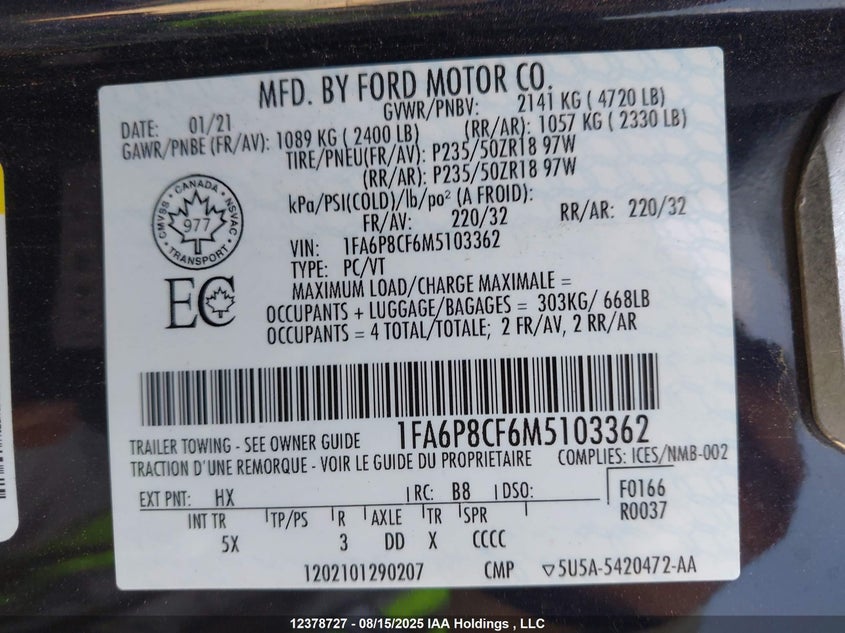 MFD. BY FORD MOTOR CO.
DATE: 01/21 GVWR/PNBV: 2141 KG ( 4720 LB)
GAWR/PNBE (FR/AV): 1089 KG ( 2400 LB) (RR/AR): 1057 KG ( 2330 LB)
TIRE/PNEU(FR/AV): P235/50ZR18 97W
(RR/AR): P235/50ZR18 97W
kPa/PSI(COLD)/lb/po² (A FROID):
FR/AV: 220/32 RR/AR: 220/32
CMVSS · CANADA · NSVAC · TRANSPORT
977
VIN: 1FA6P8CF6M5103362
TYPE: PC/VT
EC
MAXIMUM LOAD/CHARGE MAXIMALE =
OCCUPANTS + LUGGAGE/BAGAGES = 303KG/ 668LB
OCCUPANTS = 4 TOTAL/TOTALE; 2 FR/AV, 2 RR/AR
TRAILER TOWING - SEE OWNER GUIDE 1FA6P8CF6M5103362
TRACTION D'UNE REMORQUE - VOIR LE GUIDE DU PROPRIETAIRE COMPLIES: ICES/NMB-002
EXT PNT: HX RC: B8 DSO: F0166
R0037
INT TR TP/PS R AXLE TR SPR
5X 3 DD X CCCC
1202101290207 CMP ▽5U5A-5420472-AA
12378727 - 08/15/2025 IAA Holdings , LLC